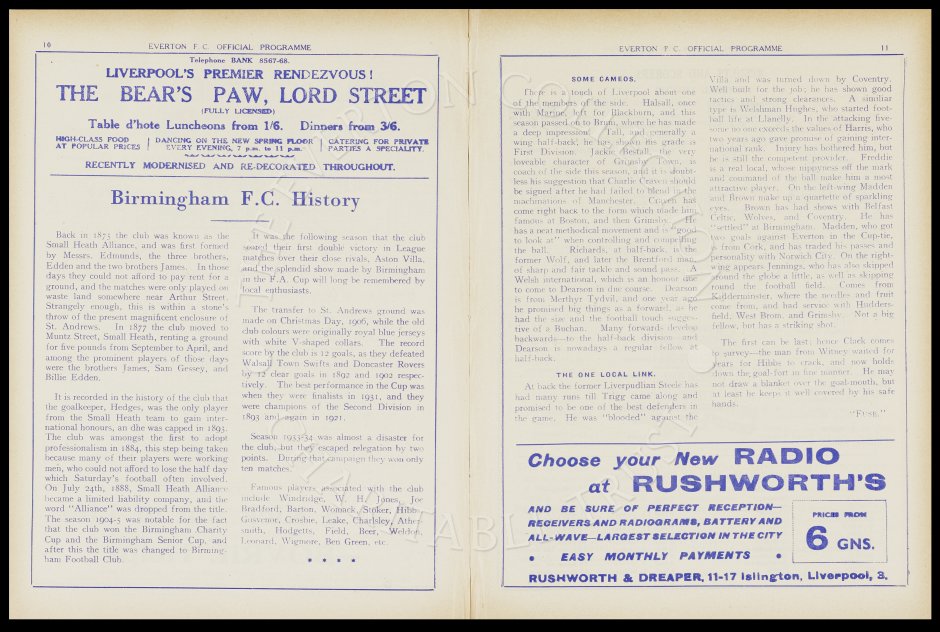 10
EVERTON F.C. OFFICIAL PROGRAMME
Telephone BANK 8567-68.
LIVERPOOL'S PREMIER RENDEZVOUS!
THE BEAR'S PAW, LORD STREET
(FULLY LICENSED)
Table d'hote Luncheons from 1/6. Dinners from 3/6.
HIGH-CLASS FOOD
AT POPULAR PRICES
DANCING ON THE NEW SPRING FLOOR
EVERY EVENING, 7 p.m. to 11 p.m.
CATERING FOR PRIVATE
PARTIES A SPECIALITY.
RECENTLY MODERNISED AND RE-DECORATED THROUGHOUT.
Birmingham F.C. History
Back in 1875 the club was known as the
Small Heath Alliance, and was first formed
by Messrs. Edmunds, the three brothers,
Edden and the two brothers James. In those
days they could not afford to pay rent for a
ground, and the matches were only played on
waste land somewhere near Arthur Street.
Strangely enough, this is within a stone's
throw of the present magnificent enclosure of
St. Andrews. In 1877 the club moved to
Muntz Street, Small Heath, renting a ground
for five pounds from September to April, and
among the prominent players of those days
were the brothers James, Sam Gessey, and
Billie Edden.
It is recorded in the history of the club that
the goalkeeper, Hedges, was the only player
from the Small Heath team to gain inter-
national honours, an dhe was capped in 1893.
The club was amongst the first to adopt
professionalism in 1884, this step being taken
because many of their players were working
men, who could not afford to lose the half day
which Saturday's football often involved.
On July 24th, 1888, Small Heath Alliance
became a limited liability company, and the
word "Alliance" was dropped from the title.
The season 1904-5 was notable for the fact
that the club won the Birmingham Charity
Cup and the Birmingham Senior Cup, and
after this the title was changed to Birming-
ham Football Club.
It was the following season that the club
scored their first double victory in League
matches over their close rivals, Aston Villa,
and the splendid show made by Birmingham
in the F.A. Cup will long be remembered by
local enthusiasts.
The transfer to St. Andrews ground was
made on Christmas Day, 1906, while the old
club colours were originally royal blue jerseys
with white V-shaped collars. The record
score by the club is 12 goals, as they defeated
Walsall Town Swifts and Doncaster Rovers
by 12 clear goals in 1892 and 1902 respec-
tively. The best performance in the Cup was
when they were finalists in 1931, and they
were champions of the Second Division in
1893 and again in 1921.
Season 1933-34 was almost a disaster for
the club, but they escaped relegation by two
points. During that campaign they won only
ten matches.
Famous players associated with the club
include Windridge, W. H. Jones, Joe
Bradford, Barton, Womack, Stoker, Hibbs
Gosvenor, Crosbie, Leake, Charlsley, Ather-
smith, Hodgetts, Field, Beer, Weldon,
Leonard, Wigmore, Ben Green, etc.
* * * *
EVERTON F C. OFFICIAL PROGRAMME
11
SOME CAMEOS.
There is a touch of Liverpool about one
of the members of the side. Halsall, once
with Marine, left for Blackburn, and this
season passed on to Brum, where he has made
a deep impression. Tall, and generally a
wing half-back, he has shown his grade is
First Division. Jackie Bestall, the very
loveable character of Grimsby Town, is
coach of the side this season, and it is doubt-
less his suggestion that Charlie Craven should
be signed after he had failed to blend in the
machinations of Manchester. Craven has
come right back to the form which made him
famous at Boston, and then Grimsby. He
has a neat methodical movement and is "good
to look at" when controlling and compelling
the ball. Richards, at half-back, is the
former Wolf, and later the Brentford man,
of sharp and fair tackle and sound pass. A
Welsh international, which is an honour due
to come to Dearson in due course. Dearson
is from Merthyr Tydvil, and one year ago
he promised big things as a forward, as he
had the size and the football touch sugges-
tive of a Buchan. Many forwards develop
backwards—to the half-back division and
Dearson is nowadays a regular fellow at
half-back.
THE ONE LOCAL LINK.
At back the former Liverpudlian Steele has
had many runs till Trigg came along and
promised to be one of the best defenders in
the game. He was "blooded" against the
Villa and was turned down by Coventry.
Well built for the job; he has shown good
tactics and strong clearances. A similiar
type is Welshman Hughes, who started foot-
ball life at Llanelly. In the attacking five-
some no one exceeds the values of Harris, who
two years ago gave promise of gaining inter-
national rank. Injury has bothered him, but
he is still the competent provider. Freddie
is a real local, whose nippyness off the mark
and command of the ball make him a most
attractive player. On the left-wing Madden
and Brown make up a quartette of sparkling
eyes. Brown has had shows with Belfast
Celtic, Wolves, and Coventry. He has
"settled" at Birmingham. Madden, who got
two goals against Everton in the Cup-tie,
is from Cork, and has traded his passes and
personality with Norwich City. On the right-
wing appears Jennings, who has also skipped
around the globe a little, as well as skipping
round the football field. Comes from
Kidderminster, where the needles and fruit
come from, and had service with Hudders-
field, West Brom. and Grimsby. Not a big
fellow, but has a striking shot.
The first can be last; hence Clack comes
to survey—the man from Witney waited for
years for Hibbs to crack, and now holds
down the goal-fort in fine manner. He may
not draw a blanket over the goal-mouth, but
at least he keeps it well covered by his safe
hands.
"FUSE."
Choose your New RADIO
at RUSHWORTH'S
AND BE SURE OF PERFECT RECEPTION—
RECEIVERS AND RADIOGRAMS, BATTERY AND
ALL-WAVE—LARGEST SELECTION IN THE CITY
• EASY MONTHLY PAYMENTS •
PRICES FROM
6 GNS.
RUSHWORTH & DREAPER, 11-17 Islington, Liverpool, 3.